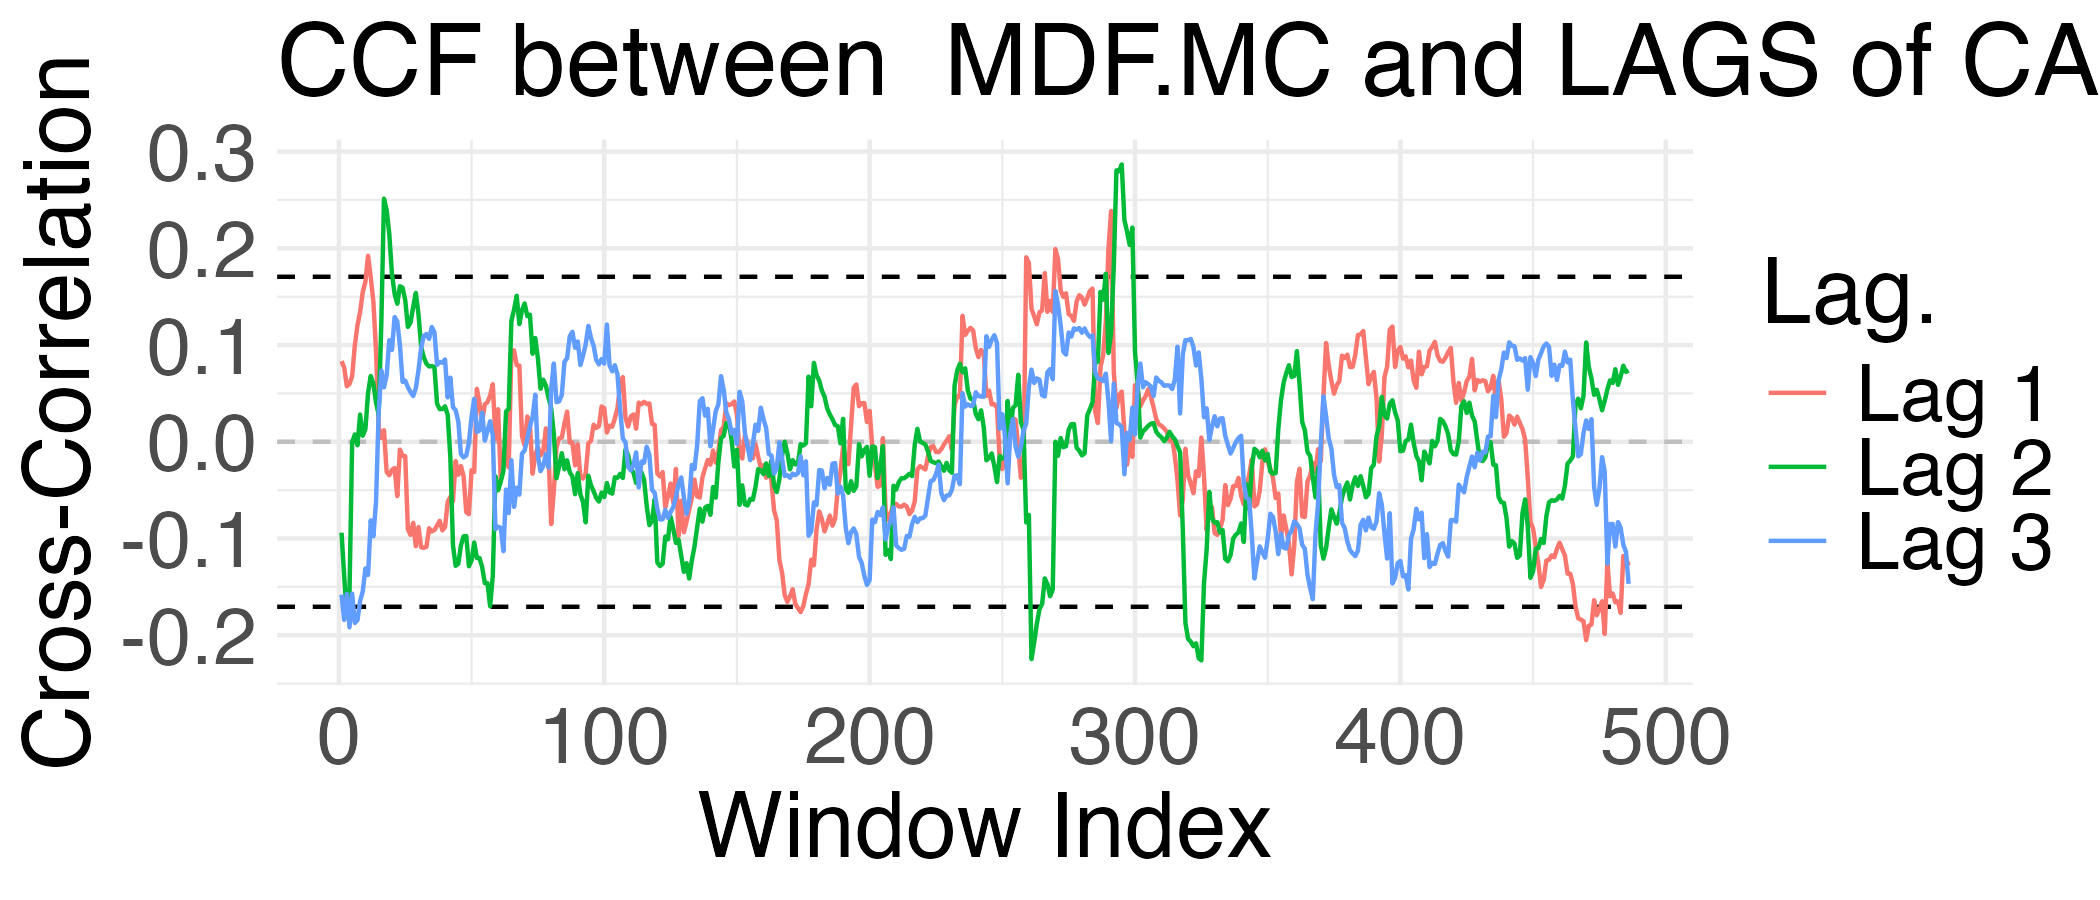 CCF between  MDF.MC and LAGS of CA
Cross-Correlation
0.3
0.2
0.1
0.0
-0.1
-0.2
0 100 200 300 400 500
Window Index
Lag.
Lag 1
Lag 2
Lag 3